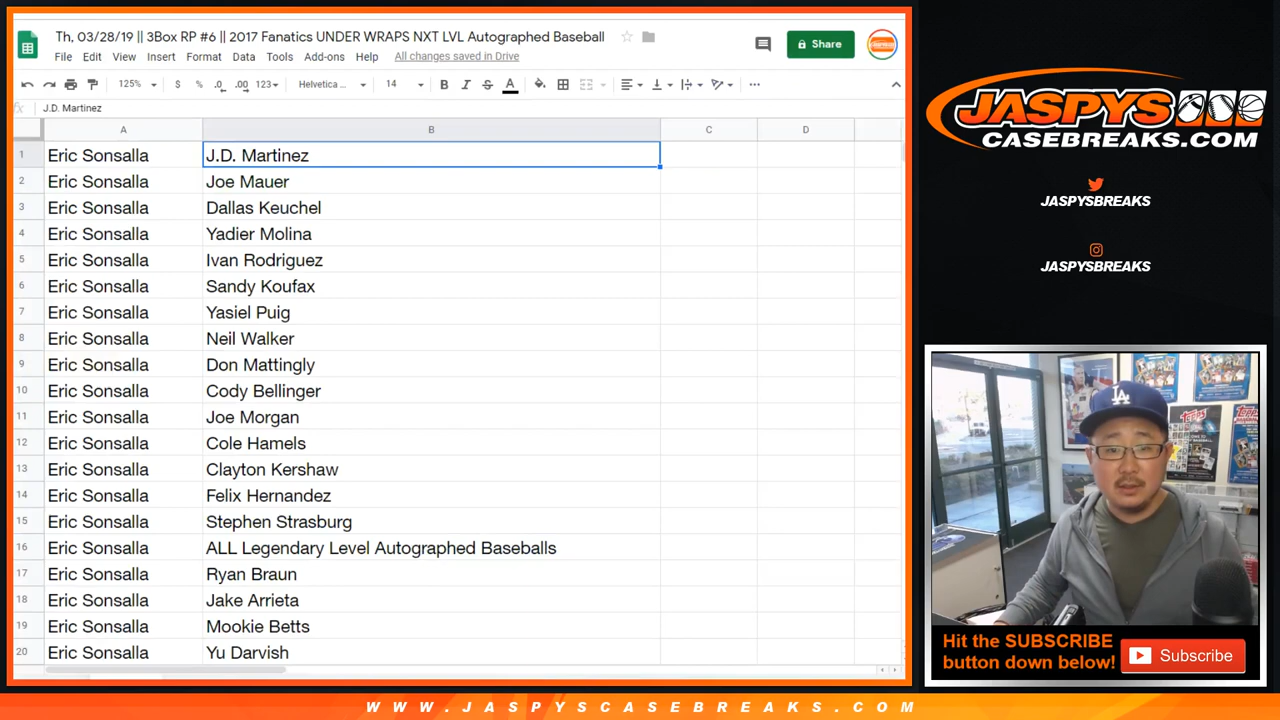 Th, 03/28/19 || 3Box RP #6 || 2017 Fanatics UNDER WRAPS NXT LVL Autographed Baseball
Share
File Edit View Insert Format Data Tools Add-ons Help All changes saved in Drive
125% $ % .0 .00 123 Helvetica ... 14 B I S A
fx J.D. Martinez
A B C D
1 Eric Sonsalla J.D. Martinez
2 Eric Sonsalla Joe Mauer
3 Eric Sonsalla Dallas Keuchel
4 Eric Sonsalla Yadier Molina
5 Eric Sonsalla Ivan Rodriguez
6 Eric Sonsalla Sandy Koufax
7 Eric Sonsalla Yasiel Puig
8 Eric Sonsalla Neil Walker
9 Eric Sonsalla Don Mattingly
10 Eric Sonsalla Cody Bellinger
11 Eric Sonsalla Joe Morgan
12 Eric Sonsalla Cole Hamels
13 Eric Sonsalla Clayton Kershaw
14 Eric Sonsalla Felix Hernandez
15 Eric Sonsalla Stephen Strasburg
16 Eric Sonsalla ALL Legendary Level Autographed Baseballs
17 Eric Sonsalla Ryan Braun
18 Eric Sonsalla Jake Arrieta
19 Eric Sonsalla Mookie Betts
20 Eric Sonsalla Yu Darvish
JASPYS
CASEBREAKS.COM
JASPYSBREAKS
JASPYSBREAKS
LA
Topps
Hit the SUBSCRIBE
button down below!
Subscribe
WWW.JASPYSCASEBREAKS.COM